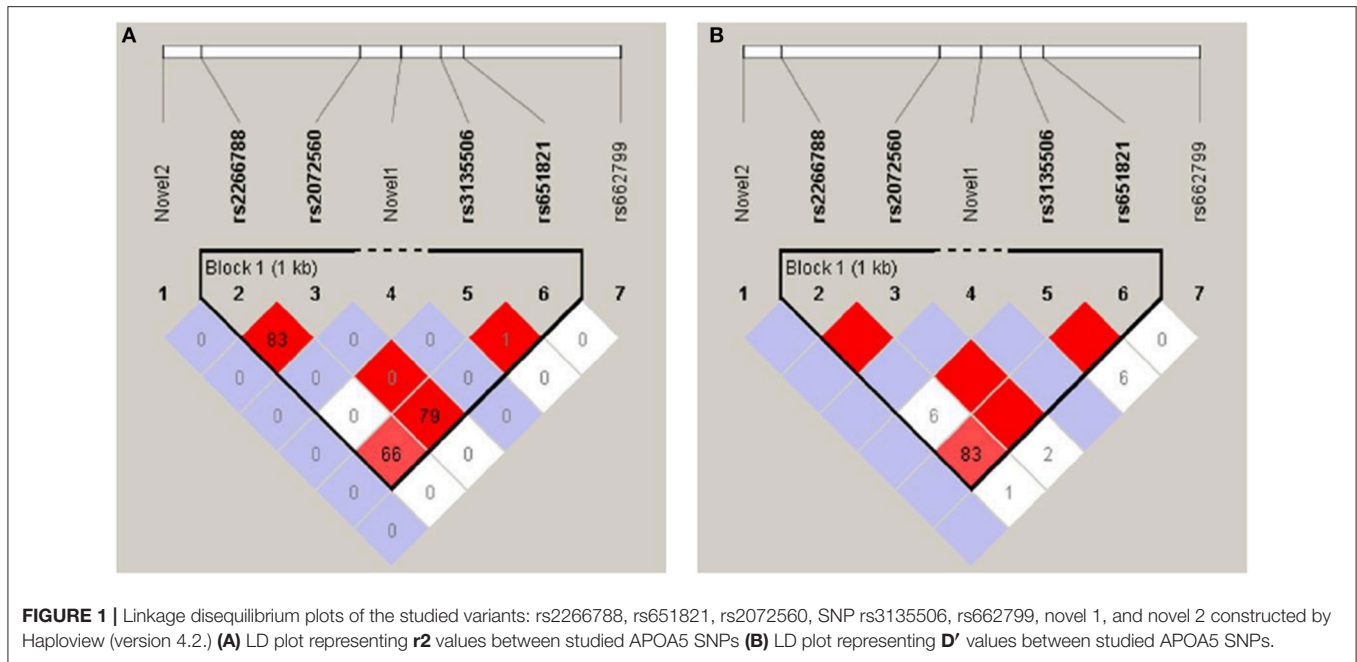 A
Novel2
rs2266788
rs2072560
Novel1
rs3135506
rs651821
rs662799
Block 1 (1 kb)
1 2 3 4 5 6 7
0 83 0 0 1 0
0 0 0 0 0
0 0 79 0
0 66 0
0 0
0
B
Novel2
rs2266788
rs2072560
Novel1
rs3135506
rs651821
rs662799
Block 1 (1 kb)
1 2 3 4 5 6 7
0
6
6
83 2
1
FIGURE 1 | Linkage disequilibrium plots of the studied variants: rs2266788, rs651821, rs2072560, SNP rs3135506, rs662799, novel 1, and novel 2 constructed by
Haploview (version 4.2.) (A) LD plot representing r2 values between studied APOA5 SNPs (B) LD plot representing D′ values between studied APOA5 SNPs.